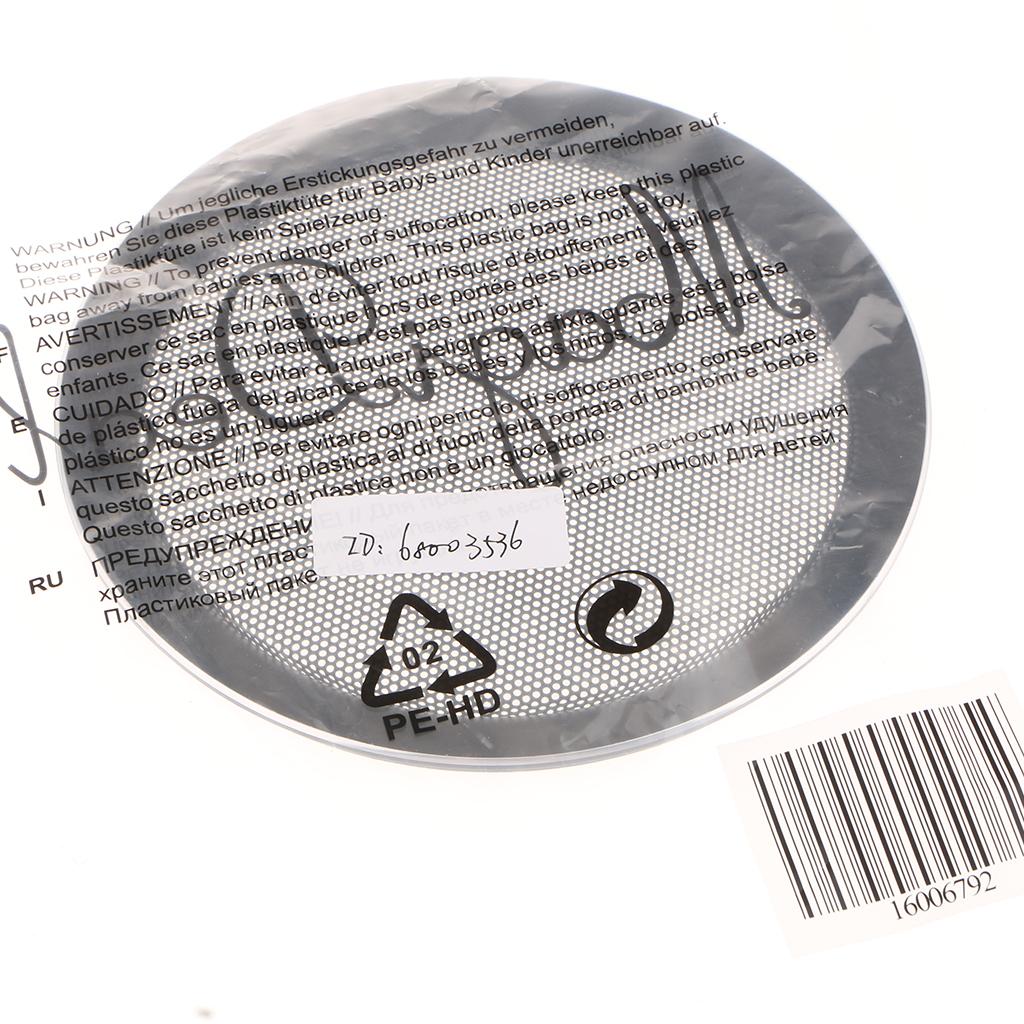 WARNUNG // Um jegliche Erstickungsgefahr zu vermeiden,
bewahren Sie diese Plastiktüte für Babys und Kinder unerreichbar auf.
Diese Plastiktüte ist kein Spielzeug.
WARNING // To prevent danger of suffocation, please keep this plastic
bag away from babies and children. This plastic bag is not a toy.
F AVERTISSEMENT // Afin d'éviter tout risque d'étouffement, veuillez
conserver ce sac en plastique hors de portée des bébés et des
enfants. Ce sac en plastique n'est pas un jouet.
E CUIDADO // Para evitar cualquier peligro de asfixia guarde esta bolsa
de plástico fuera del alcance de los bebés y los niños. La bolsa de
plástico no es un juguete.
I ATTENZIONE // Per evitare ogni pericolo di soffocamento, conservate
questo sacchetto di plastica al di fuori della portata di bambini e bebè.
Questo sacchetto di plastica non è un giocattolo.
RU ПРЕДУПРЕЖДЕНИЕ! // Для предотвращения опасности удушения
храните этот пластиковый пакет в месте, недоступном для детей
Пластиковый пакет не
ID: 68003536
02
PE-HD
16006792